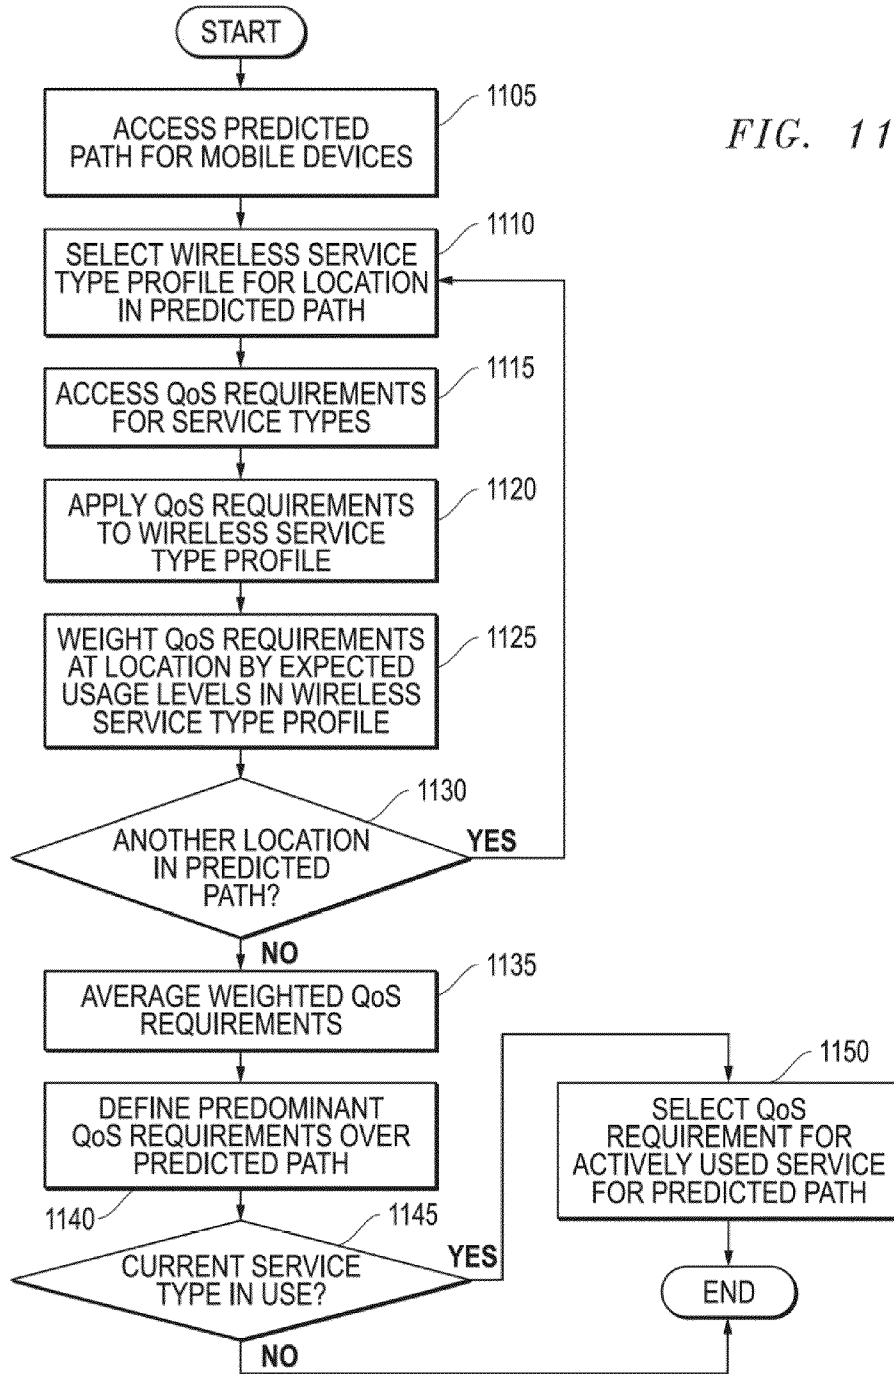 START
1105
ACCESS PREDICTED
PATH FOR MOBILE DEVICES
FIG. 11
1110
SELECT WIRELESS SERVICE
TYPE PROFILE FOR LOCATION
IN PREDICTED PATH
1115
ACCESS QoS REQUIREMENTS
FOR SERVICE TYPES
1120
APPLY QoS REQUIREMENTS
TO WIRELESS SERVICE
TYPE PROFILE
1125
WEIGHT QoS REQUIREMENTS
AT LOCATION BY EXPECTED
USAGE LEVELS IN WIRELESS
SERVICE TYPE PROFILE
1130
ANOTHER LOCATION
IN PREDICTED
PATH?
YES
NO
1135
AVERAGE WEIGHTED QoS
REQUIREMENTS
DEFINE PREDOMINANT
QoS REQUIREMENTS OVER
PREDICTED PATH
1140
1145
CURRENT SERVICE
TYPE IN USE?
YES
NO
1150
SELECT QoS
REQUIREMENT FOR
ACTIVELY USED SERVICE
FOR PREDICTED PATH
END